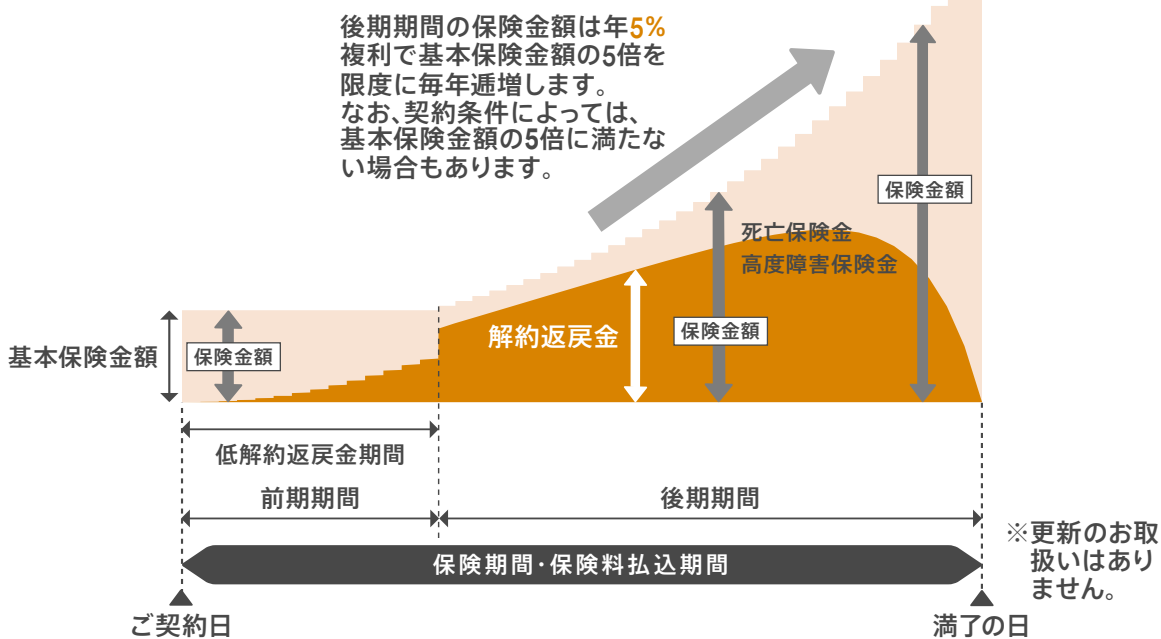 後期期間の保険金額は年5%
複利で基本保険金額の5倍を
限度に毎年逓増します。
なお、契約条件によっては、
基本保険金額の5倍に満たな
い場合もあります。
保険金額
死亡保険金
高度障害保険金
解約返戻金
保険金額
基本保険金額
保険金額
低解約返戻金期間
前期期間
後期期間
※更新のお取
扱いはあり
ません。
保険期間・保険料払込期間
ご契約日
満了の日